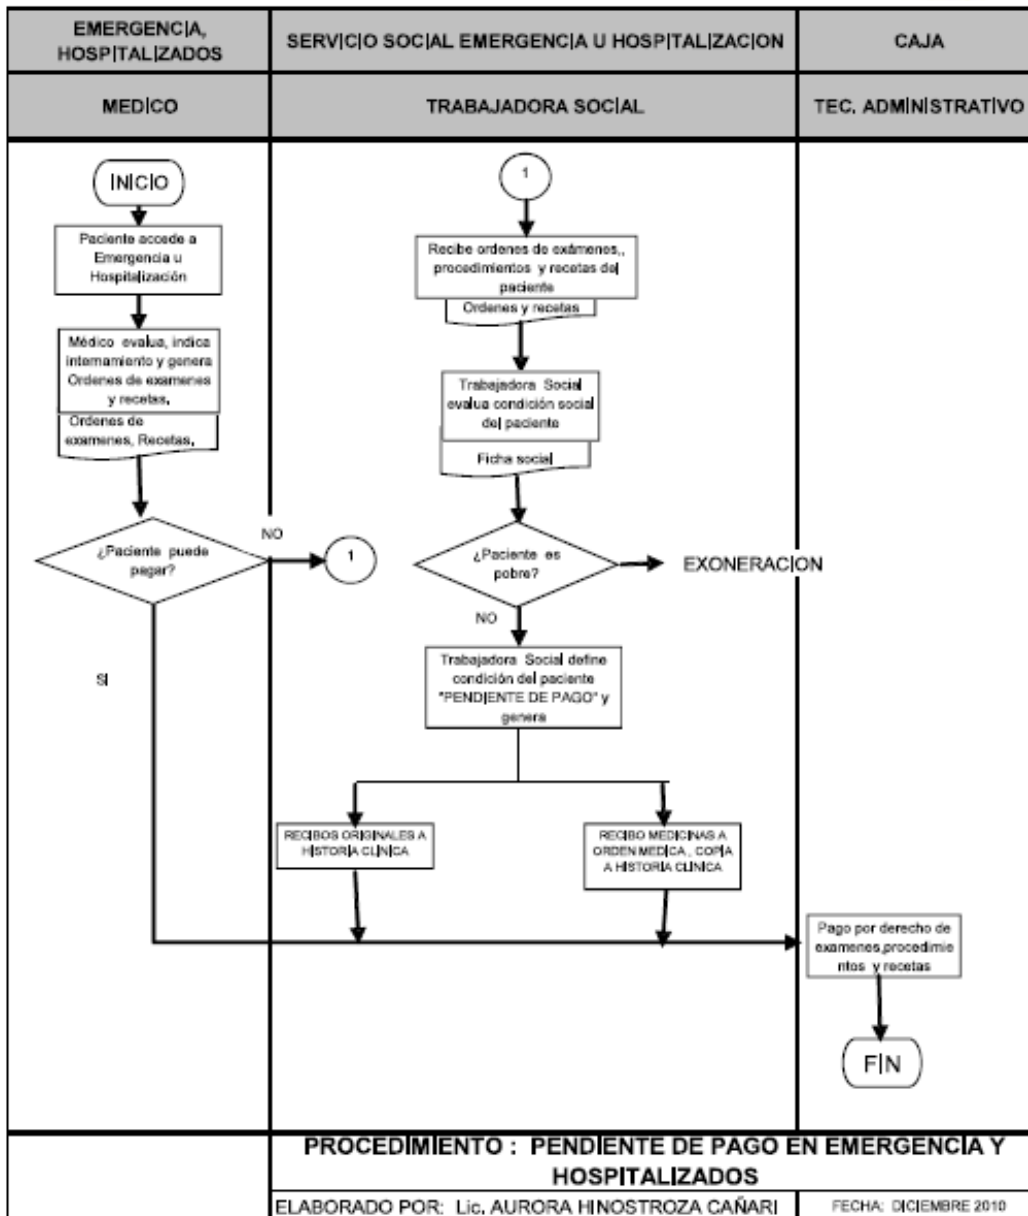 EMERGENCIA,
HOSPITALIZADOS
SERVICIO SOCIAL EMERGENCIA U HOSPITALIZACION
CAJA
MEDICO
TRABAJADORA SOCIAL
TEC. ADMINISTRATIVO
INICIO
Paciente accede a
Emergencia u
Hospitalización
Médico evalua, indica
internamiento y genera
Ordenes de examenes
y recetas.
Ordenes de
examenes, Recetas.
¿Paciente puede
pagar?
NO
1
SI
1
Recibe ordenes de exámenes,,
procedimientos y recetas del
paciente
Ordenes y recetas
Trabajadora Social
evalua condición social
del paciente
Ficha social
¿Paciente es
pobre?
EXONERACION
NO
Trabajadora Social define
condición del paciente
"PENDIENTE DE PAGO" y
genera
RECIBOS ORIGINALES A
HISTORIA CLÍNICA
RECIBO MEDICINAS A
ORDEN MEDICA , COPIA
A HISTORIA CLÍNICA
Pago por derecho de
examenes,procedimie
ntos y recetas
FIN
PROCEDIMIENTO : PENDIENTE DE PAGO EN EMERGENCIA Y
HOSPITALIZADOS
ELABORADO POR: Lic. AURORA HINOSTROZA CAÑARI
FECHA: DICIEMBRE 2010